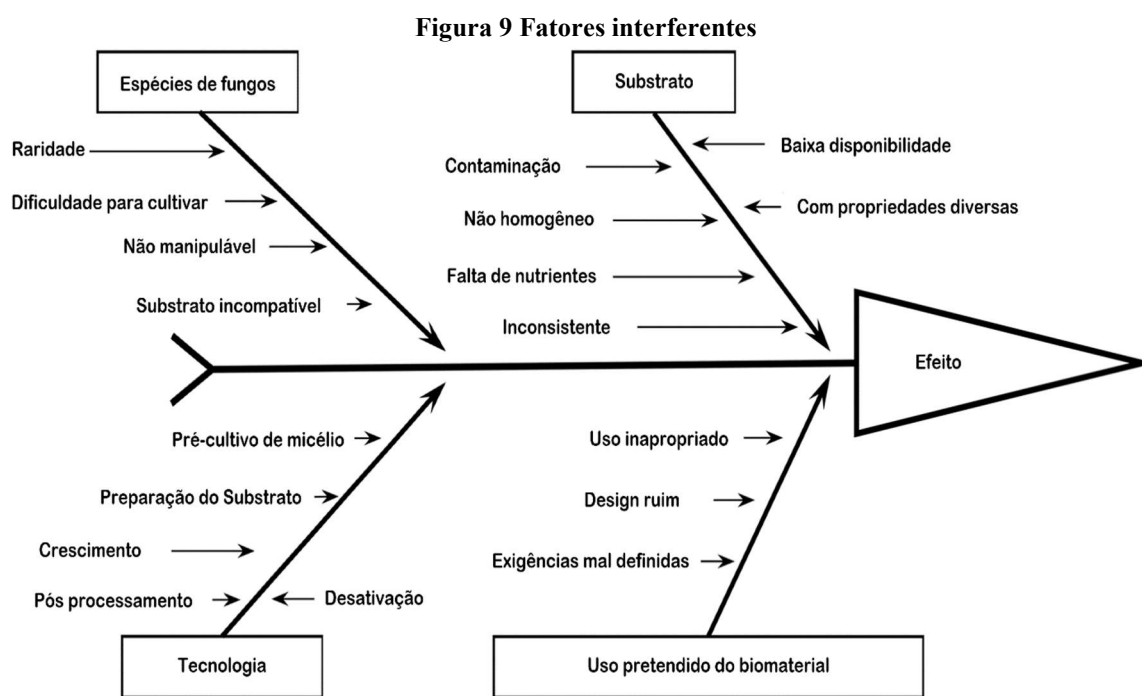 Figura 9 Fatores interferentes
Espécies de fungos
Raridade
Dificuldade para cultivar
Não manipulável
Substrato incompatível
Substrato
Baixa disponibilidade
Contaminação
Com propriedades diversas
Não homogêneo
Falta de nutrientes
Inconsistente
Efeito
Pré-cultivo de micélio
Preparação do Substrato
Crescimento
Pós processamento
Desativação
Tecnologia
Uso inapropriado
Design ruim
Exigências mal definidas
Uso pretendido do biomaterial